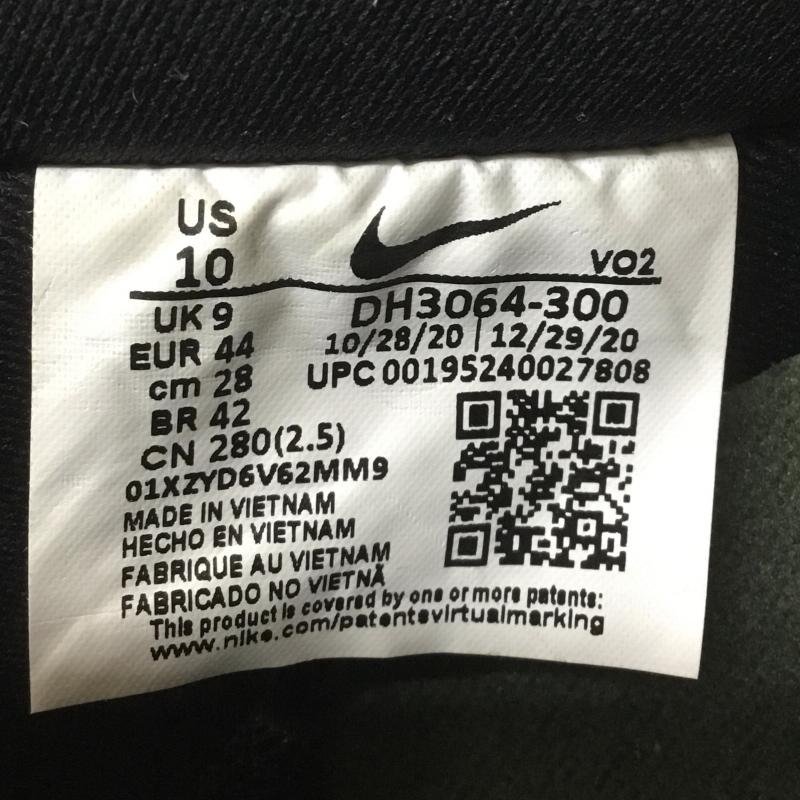 US
10
VO2
UK 9
EUR 44
cm 28
BR 42
CN 280(2.5)
DH3064-300
10/28/20 | 12/29/20
UPC 00195240027808
01XZYD6V62MM9
MADE IN VIETNAM
HECHO EN VIETNAM
FABRIQUE AU VIETNAM
FABRICADO NO VIETNÃ
This product is covered by one or more patents:
www.nike.com/patentsvirtualmarking